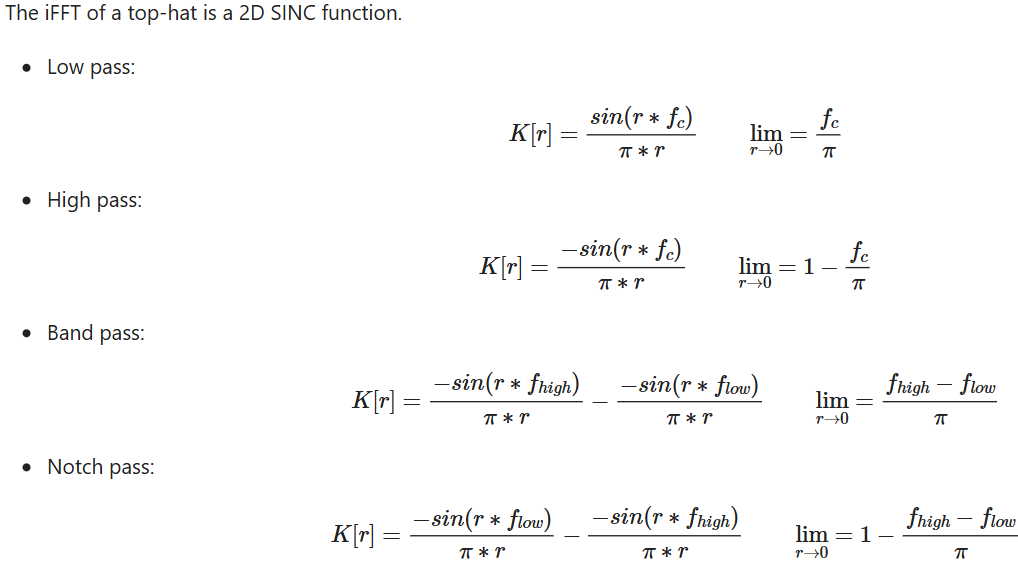 The iFFT of a top-hat is a 2D SINC function.
• Low pass:
K[r] = \frac{sin(r * f_c)}{\pi * r} \lim_{r \to 0} = \frac{f_c}{\pi}
• High pass:
K[r] = \frac{-sin(r * f_c)}{\pi * r} \lim_{r \to 0} = 1 - \frac{f_c}{\pi}
• Band pass:
K[r] = \frac{-sin(r * f_{high})}{\pi * r} - \frac{-sin(r * f_{low})}{\pi * r} \lim_{r \to 0} = \frac{f_{high} - f_{low}}{\pi}
• Notch pass:
K[r] = \frac{-sin(r * f_{low})}{\pi * r} - \frac{-sin(r * f_{high})}{\pi * r} \lim_{r \to 0} = 1 - \frac{f_{high} - f_{low}}{\pi}